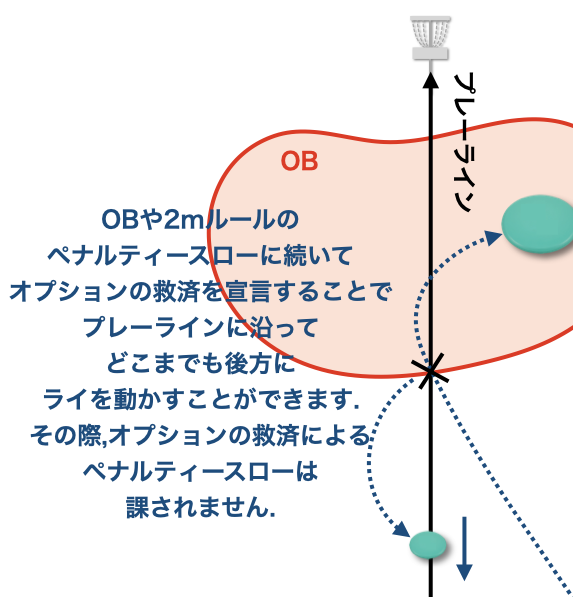 プレーライン
OB
OBや2mルールの
ペナルティースローに続いて
オプションの救済を宣言することで
プレーラインに沿って
どこまでも後方に
ライを動かすことができます.
その際,オプションの救済による
ペナルティースローは
課されません.